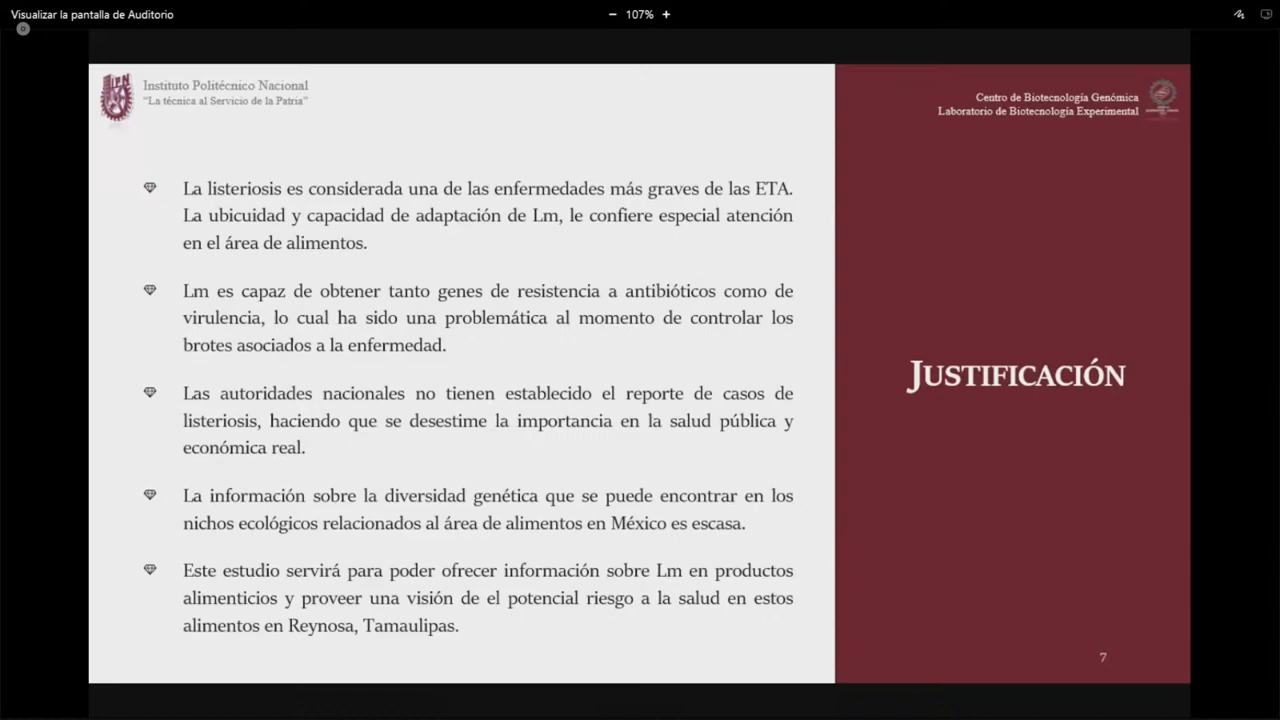 Visualizar la pantalla de Auditorio
− 107% +
Instituto Politécnico Nacional
“La técnica al Servicio de la Patria”
Centro de Biotecnología Genómica
Laboratorio de Biotecnología Experimental
La listeriosis es considerada una de las enfermedades más graves de las ETA.
La ubicuidad y capacidad de adaptación de Lm, le confiere especial atención
en el área de alimentos.
Lm es capaz de obtener tanto genes de resistencia a antibióticos como de
virulencia, lo cual ha sido una problemática al momento de controlar los
brotes asociados a la enfermedad.
Las autoridades nacionales no tienen establecido el reporte de casos de
listeriosis, haciendo que se desestime la importancia en la salud pública y
económica real.
La información sobre la diversidad genética que se puede encontrar en los
nichos ecológicos relacionados al área de alimentos en México es escasa.
Este estudio servirá para poder ofrecer información sobre Lm en productos
alimenticios y proveer una visión de el potencial riesgo a la salud en estos
alimentos en Reynosa, Tamaulipas.
JUSTIFICACIÓN
7